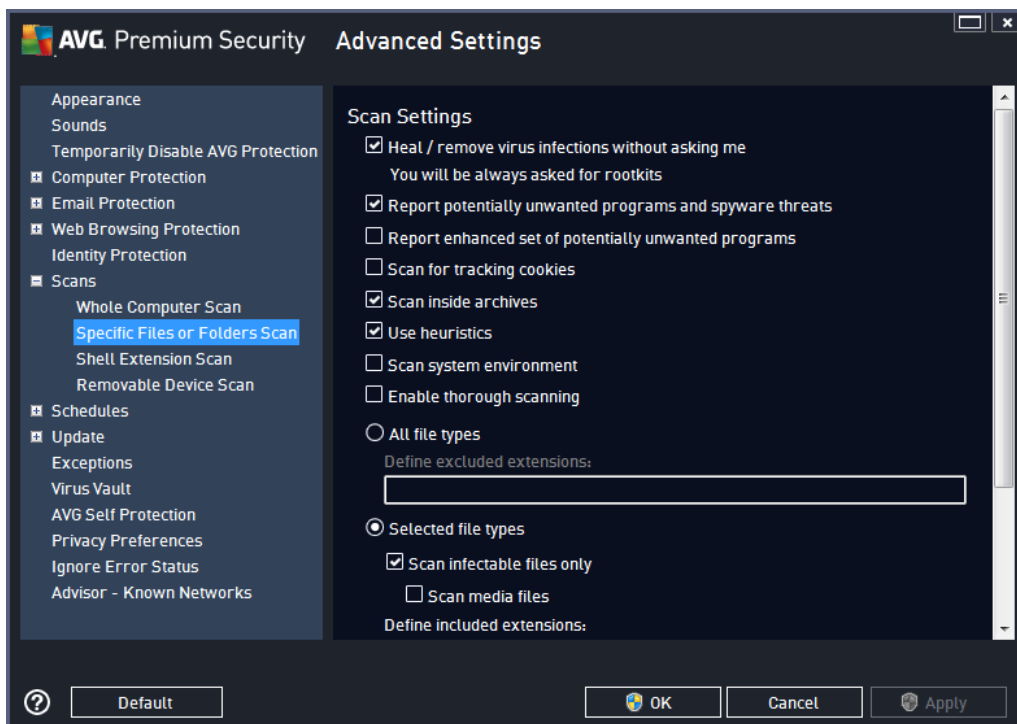 AVG. Premium Security
Advanced Settings
Appearance
Sounds
Temporarily Disable AVG Protection
Computer Protection
Email Protection
Web Browsing Protection
Identity Protection
Scans
Whole Computer Scan
Specific Files or Folders Scan
Shell Extension Scan
Removable Device Scan
Schedules
Update
Exceptions
Virus Vault
AVG Self Protection
Privacy Preferences
Ignore Error Status
Advisor - Known Networks
Scan Settings
Heal / remove virus infections without asking me
You will be always asked for rootkits
Report potentially unwanted programs and spyware threats
Report enhanced set of potentially unwanted programs
Scan for tracking cookies
Scan inside archives
Use heuristics
Scan system environment
Enable thorough scanning
All file types
Define excluded extensions:
Selected file types
Scan infectable files only
Scan media files
Define included extensions:
? Default
OK
Cancel
Apply